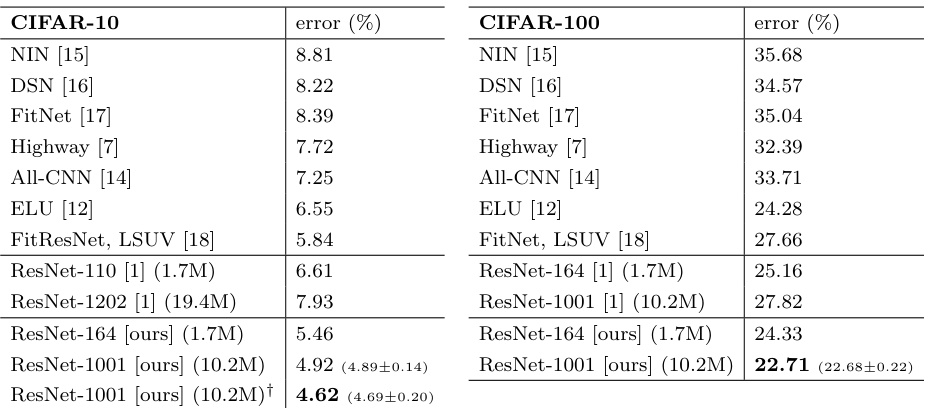 CIFAR-10 error (%)
NIN [15] 8.81
DSN [16] 8.22
FitNet [17] 8.39
Highway [7] 7.72
All-CNN [14] 7.25
ELU [12] 6.55
FitResNet, LSUV [18] 5.84
ResNet-110 [1] (1.7M) 6.61
ResNet-1202 [1] (19.4M) 7.93
ResNet-164 [ours] (1.7M) 5.46
ResNet-1001 [ours] (10.2M) 4.92 (4.89±0.14)
ResNet-1001 [ours] (10.2M)† 4.62 (4.69±0.20)
CIFAR-100 error (%)
NIN [15] 35.68
DSN [16] 34.57
FitNet [17] 35.04
Highway [7] 32.39
All-CNN [14] 33.71
ELU [12] 24.28
FitNet, LSUV [18] 27.66
ResNet-164 [1] (1.7M) 25.16
ResNet-1001 [1] (10.2M) 27.82
ResNet-164 [ours] (1.7M) 24.33
ResNet-1001 [ours] (10.2M) 22.71 (22.68±0.22)